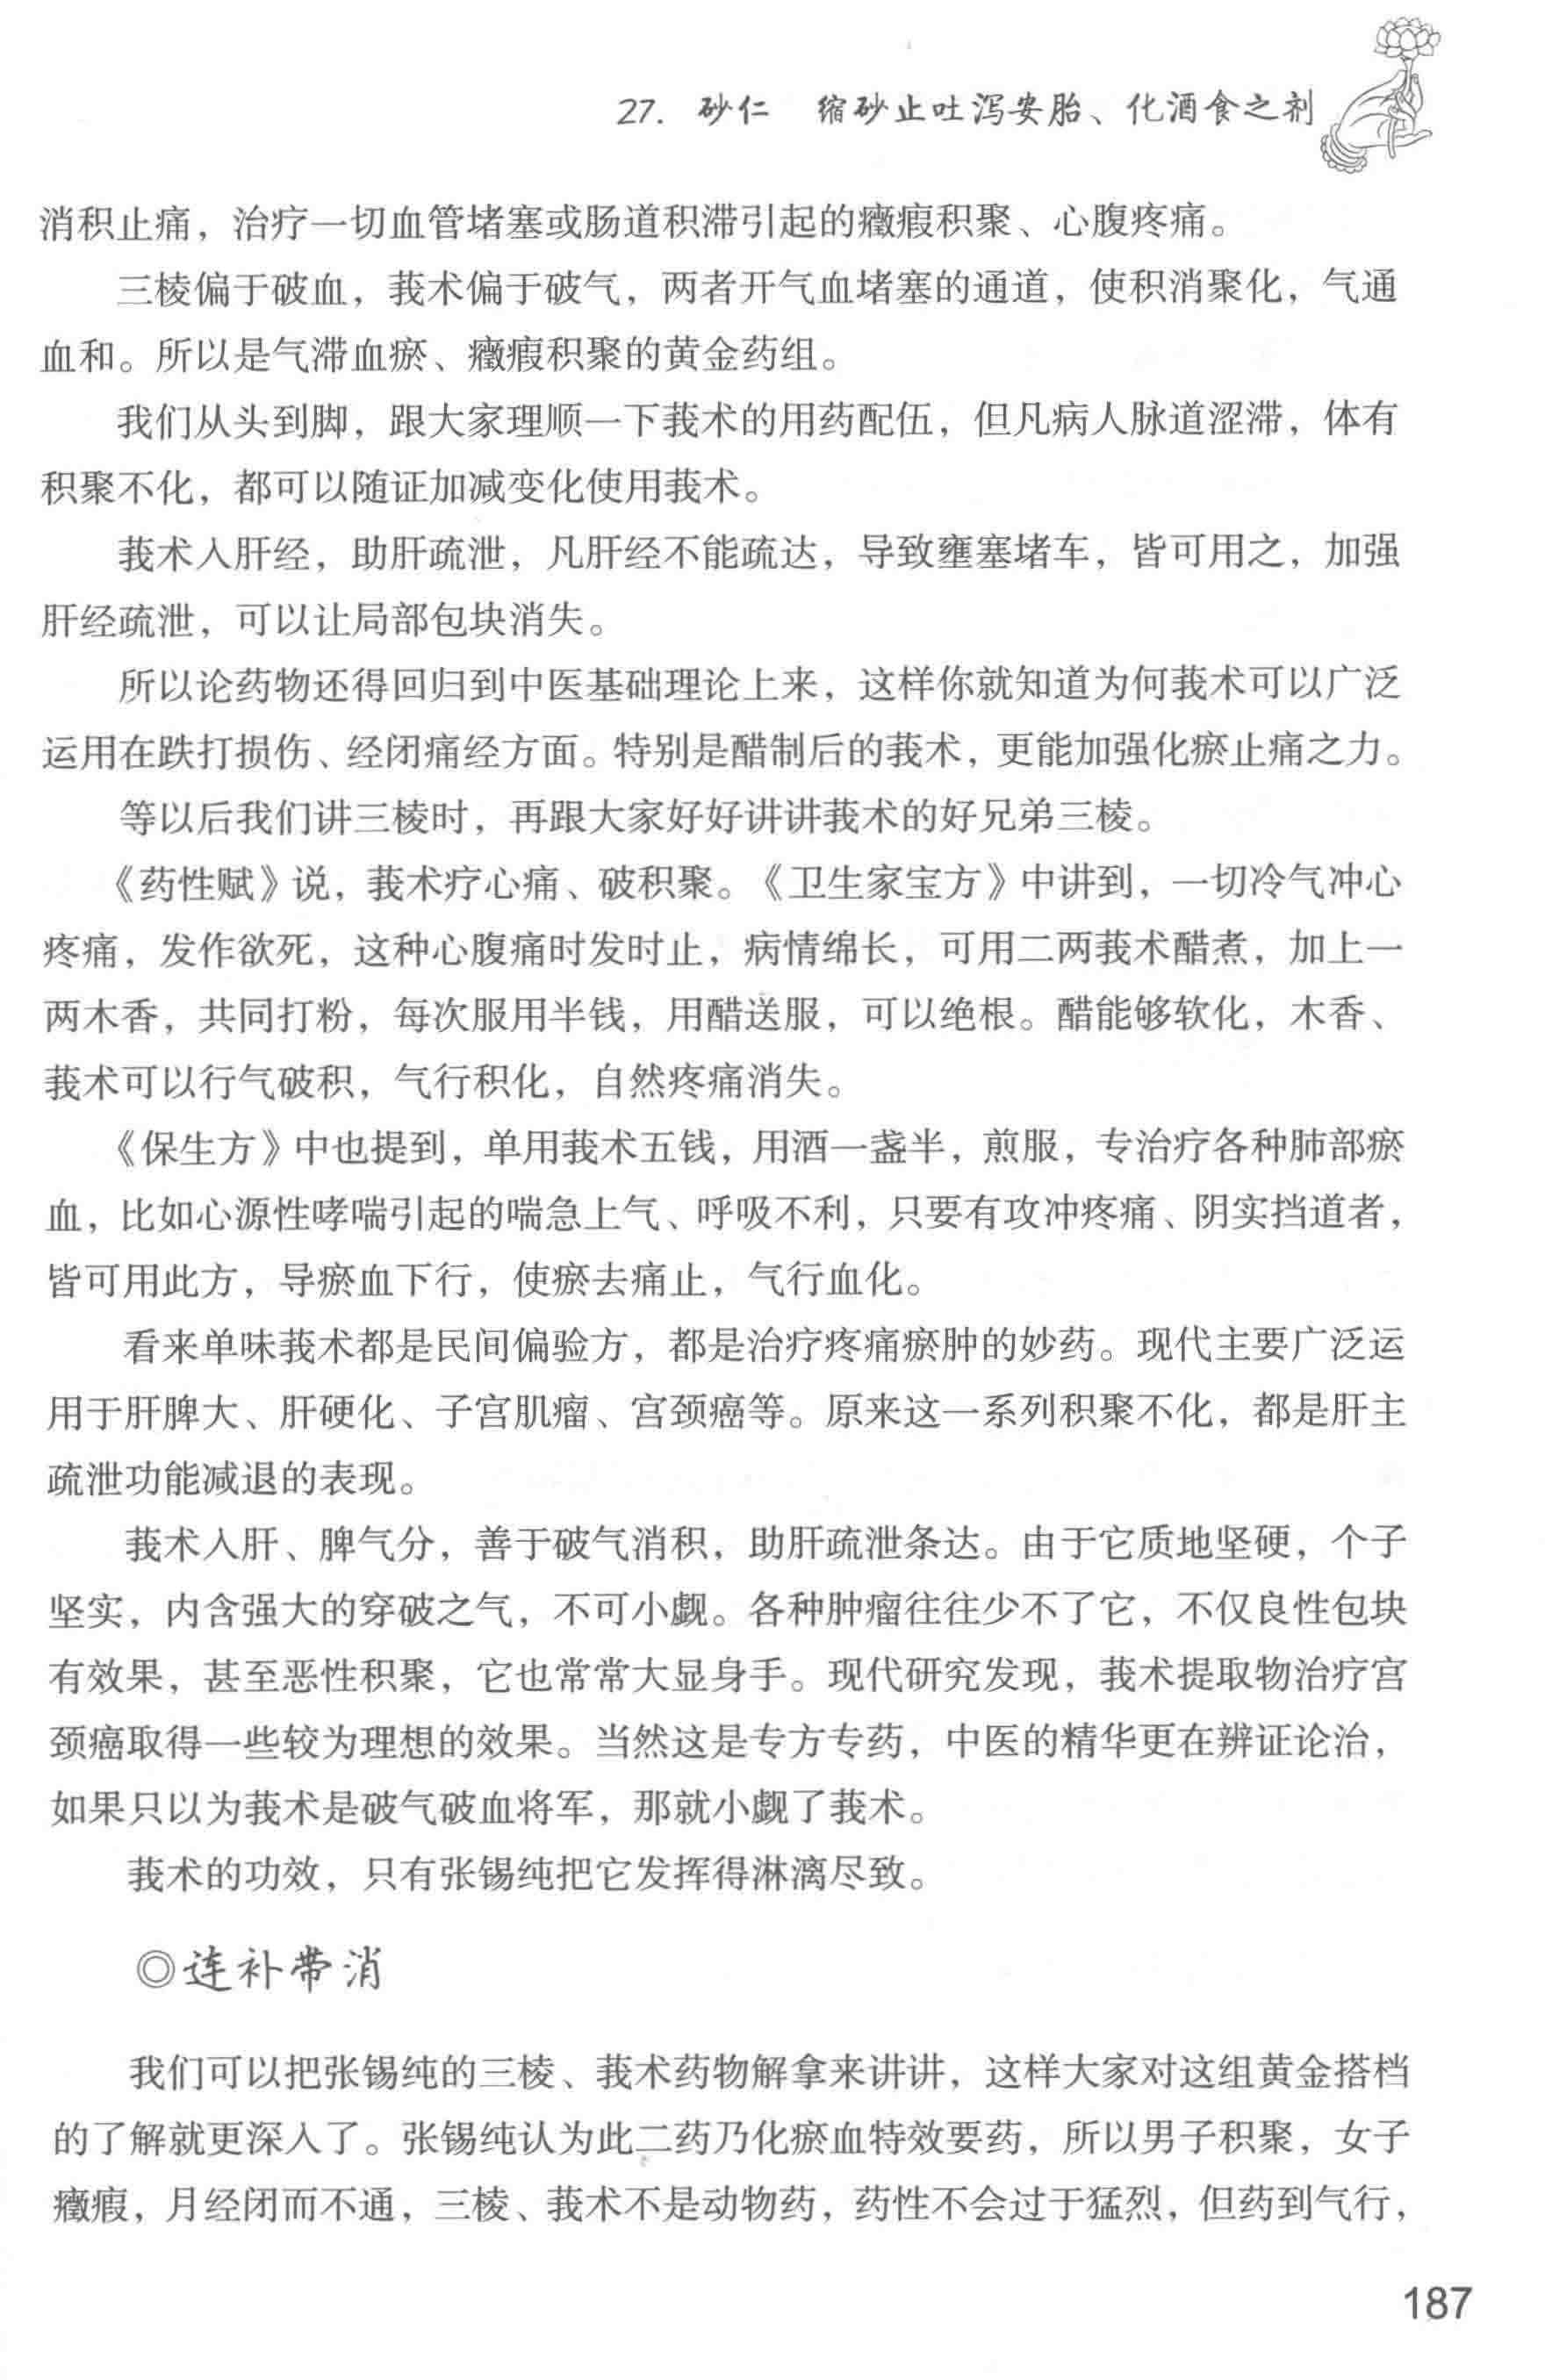 27. 砂仁 缩砂止吐泻安胎、化酒食之剂
消积止痛，治疗一切血管堵塞或肠道积滞引起的癥瘕积聚、心腹疼痛。
三棱偏于破血，莪术偏于破气，两者开气血堵塞的通道，使积消聚化，气通
血和。所以是气滞血瘀、癥瘕积聚的黄金药组。
我们从头到脚，跟大家理顺一下莪术的用药配伍，但凡病人脉道涩滞，体有
积聚不化，都可以随证加减变化使用莪术。
莪术入肝经，助肝疏泄，凡肝经不能疏达，导致壅塞堵车，皆可用之，加强
肝经疏泄，可以让局部包块消失。
所以论药物还得回归到中医基础理论上来，这样你就知道为何莪术可以广泛
运用在跌打损伤、经闭痛经方面。特别是醋制后的莪术，更能加强化瘀止痛之力。
等以后我们讲三棱时，再跟大家好好讲讲莪术的好兄弟三棱。
《药性赋》说，莪术疗心痛、破积聚。《卫生家宝方》中讲到，一切冷气冲心
疼痛，发作欲死，这种心腹痛时发时止，病情绵长，可用二两莪术醋煮，加上一
两木香，共同打粉，每次服用半钱，用醋送服，可以绝根。醋能够软化，木香、
莪术可以行气破积，气行积化，自然疼痛消失。
《保生方》中也提到，单用莪术五钱，用酒一盏半，煎服，专治疗各种肺部瘀
血，比如心源性哮喘引起的喘急上气、呼吸不利，只要有攻冲疼痛、阴实挡道者，
皆可用此方，导瘀血下行，使瘀去痛止，气行血化。
看来单味莪术都是民间偏验方，都是治疗疼痛瘀肿的妙药。现代主要广泛运
用于肝脾大、肝硬化、子宫肌瘤、宫颈癌等。原来这一系列积聚不化，都是肝主
疏泄功能减退的表现。
莪术入肝、脾气分，善于破气消积，助肝疏泄条达。由于它质地坚硬，个子
坚实，内含强大的穿破之气，不可小觑。各种肿瘤往往少不了它，不仅良性包块
有效果，甚至恶性积聚，它也常常大显身手。现代研究发现，莪术提取物治疗宫
颈癌取得一些较为理想的效果。当然这是专方专药，中医的精华更在辨证论治，
如果只以为莪术是破气破血将军，那就小觑了莪术。
莪术的功效，只有张锡纯把它发挥得淋漓尽致。
◎连补带消
我们可以把张锡纯的三棱、莪术药物解拿来讲讲，这样大家对这组黄金搭档
的了解就更深入了。张锡纯认为此二药乃化瘀血特效要药，所以男子积聚，女子
癥瘕，月经闭而不通，三棱、莪术不是动物药，药性不会过于猛烈，但药到气行，
187